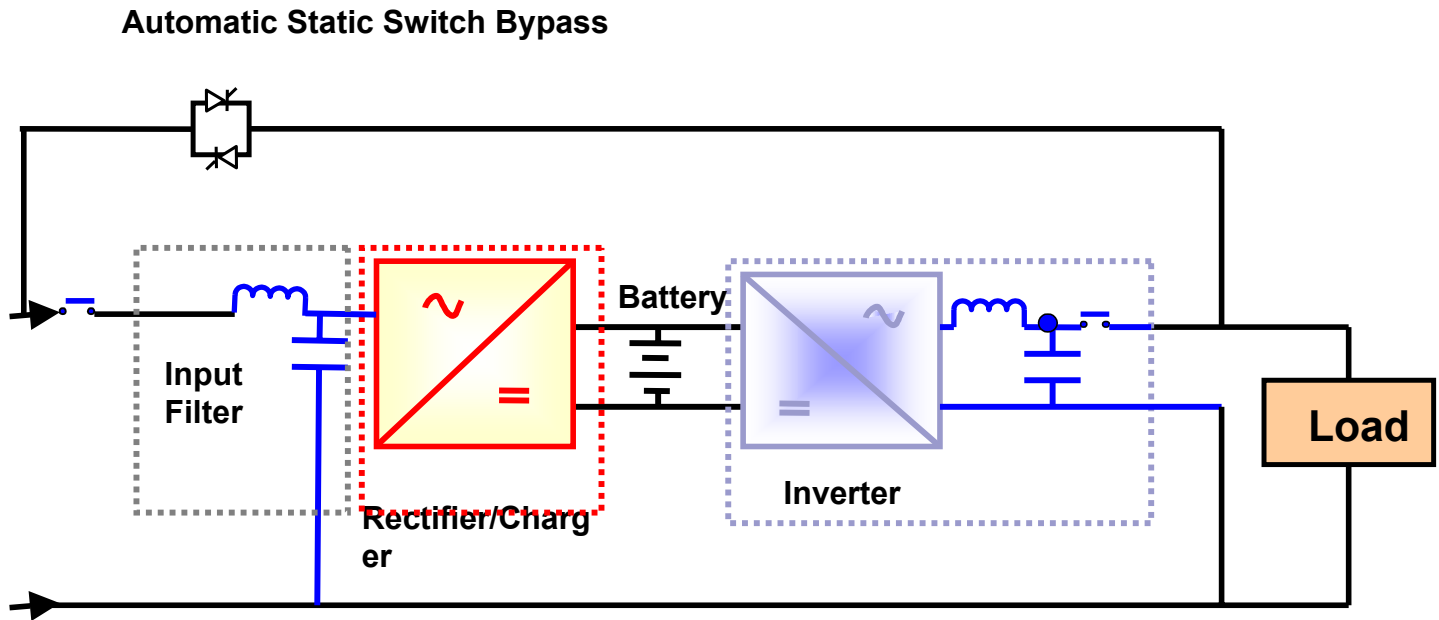 Automatic Static Switch Bypass
Battery
Input
Filter
Load
Inverter
Rectifier/Charg
er